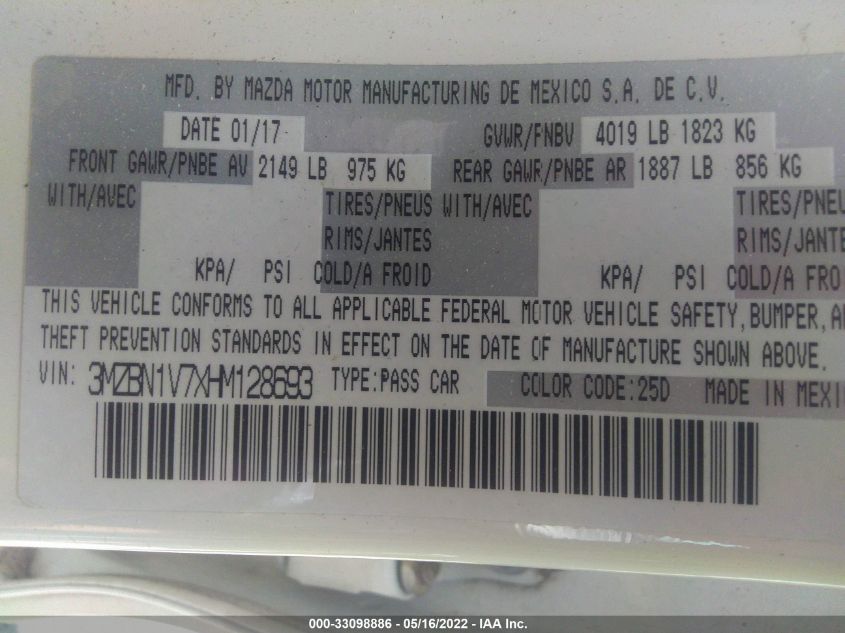 MFD. BY MAZDA MOTOR MANUFACTURING DE MEXICO S.A. DE C.V.
DATE 01/17 GVWR/PNBV 4019 LB 1823 KG
FRONT GAWR/PNBE AV 2149 LB 975 KG REAR GAWR/PNBE AR 1887 LB 856 KG
WITH/AVEC TIRES/PNEUS WITH/AVEC TIRES/PNEU
RIMS/JANTES RIMS/JANTES
KPA/ PSI COLD/A FROID KPA/ PSI COLD/A FROI
THIS VEHICLE CONFORMS TO ALL APPLICABLE FEDERAL MOTOR VEHICLE SAFETY, BUMPER, A
THEFT PREVENTION STANDARDS IN EFFECT ON THE DATE OF MANUFACTURE SHOWN ABOVE.
VIN: 3MZBN1V7XHM128693 TYPE:PASS CAR COLOR CODE:25D MADE IN MEXI
000-33098886 - 05/16/2022 - IAA Inc.